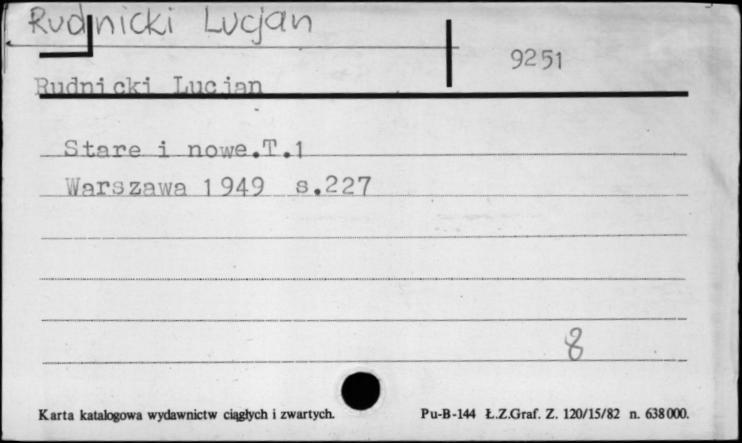 Rudnicki Lucjan
9251
Rudnicki Lucjan
Stare i nowe.T.1
Warszawa 1949 s.227
8
Karta katalogowa wydawnictw ciągłych i zwartych. Pu-B-144 Ł.Z.Graf. Z. 120/15/82 n. 638000.